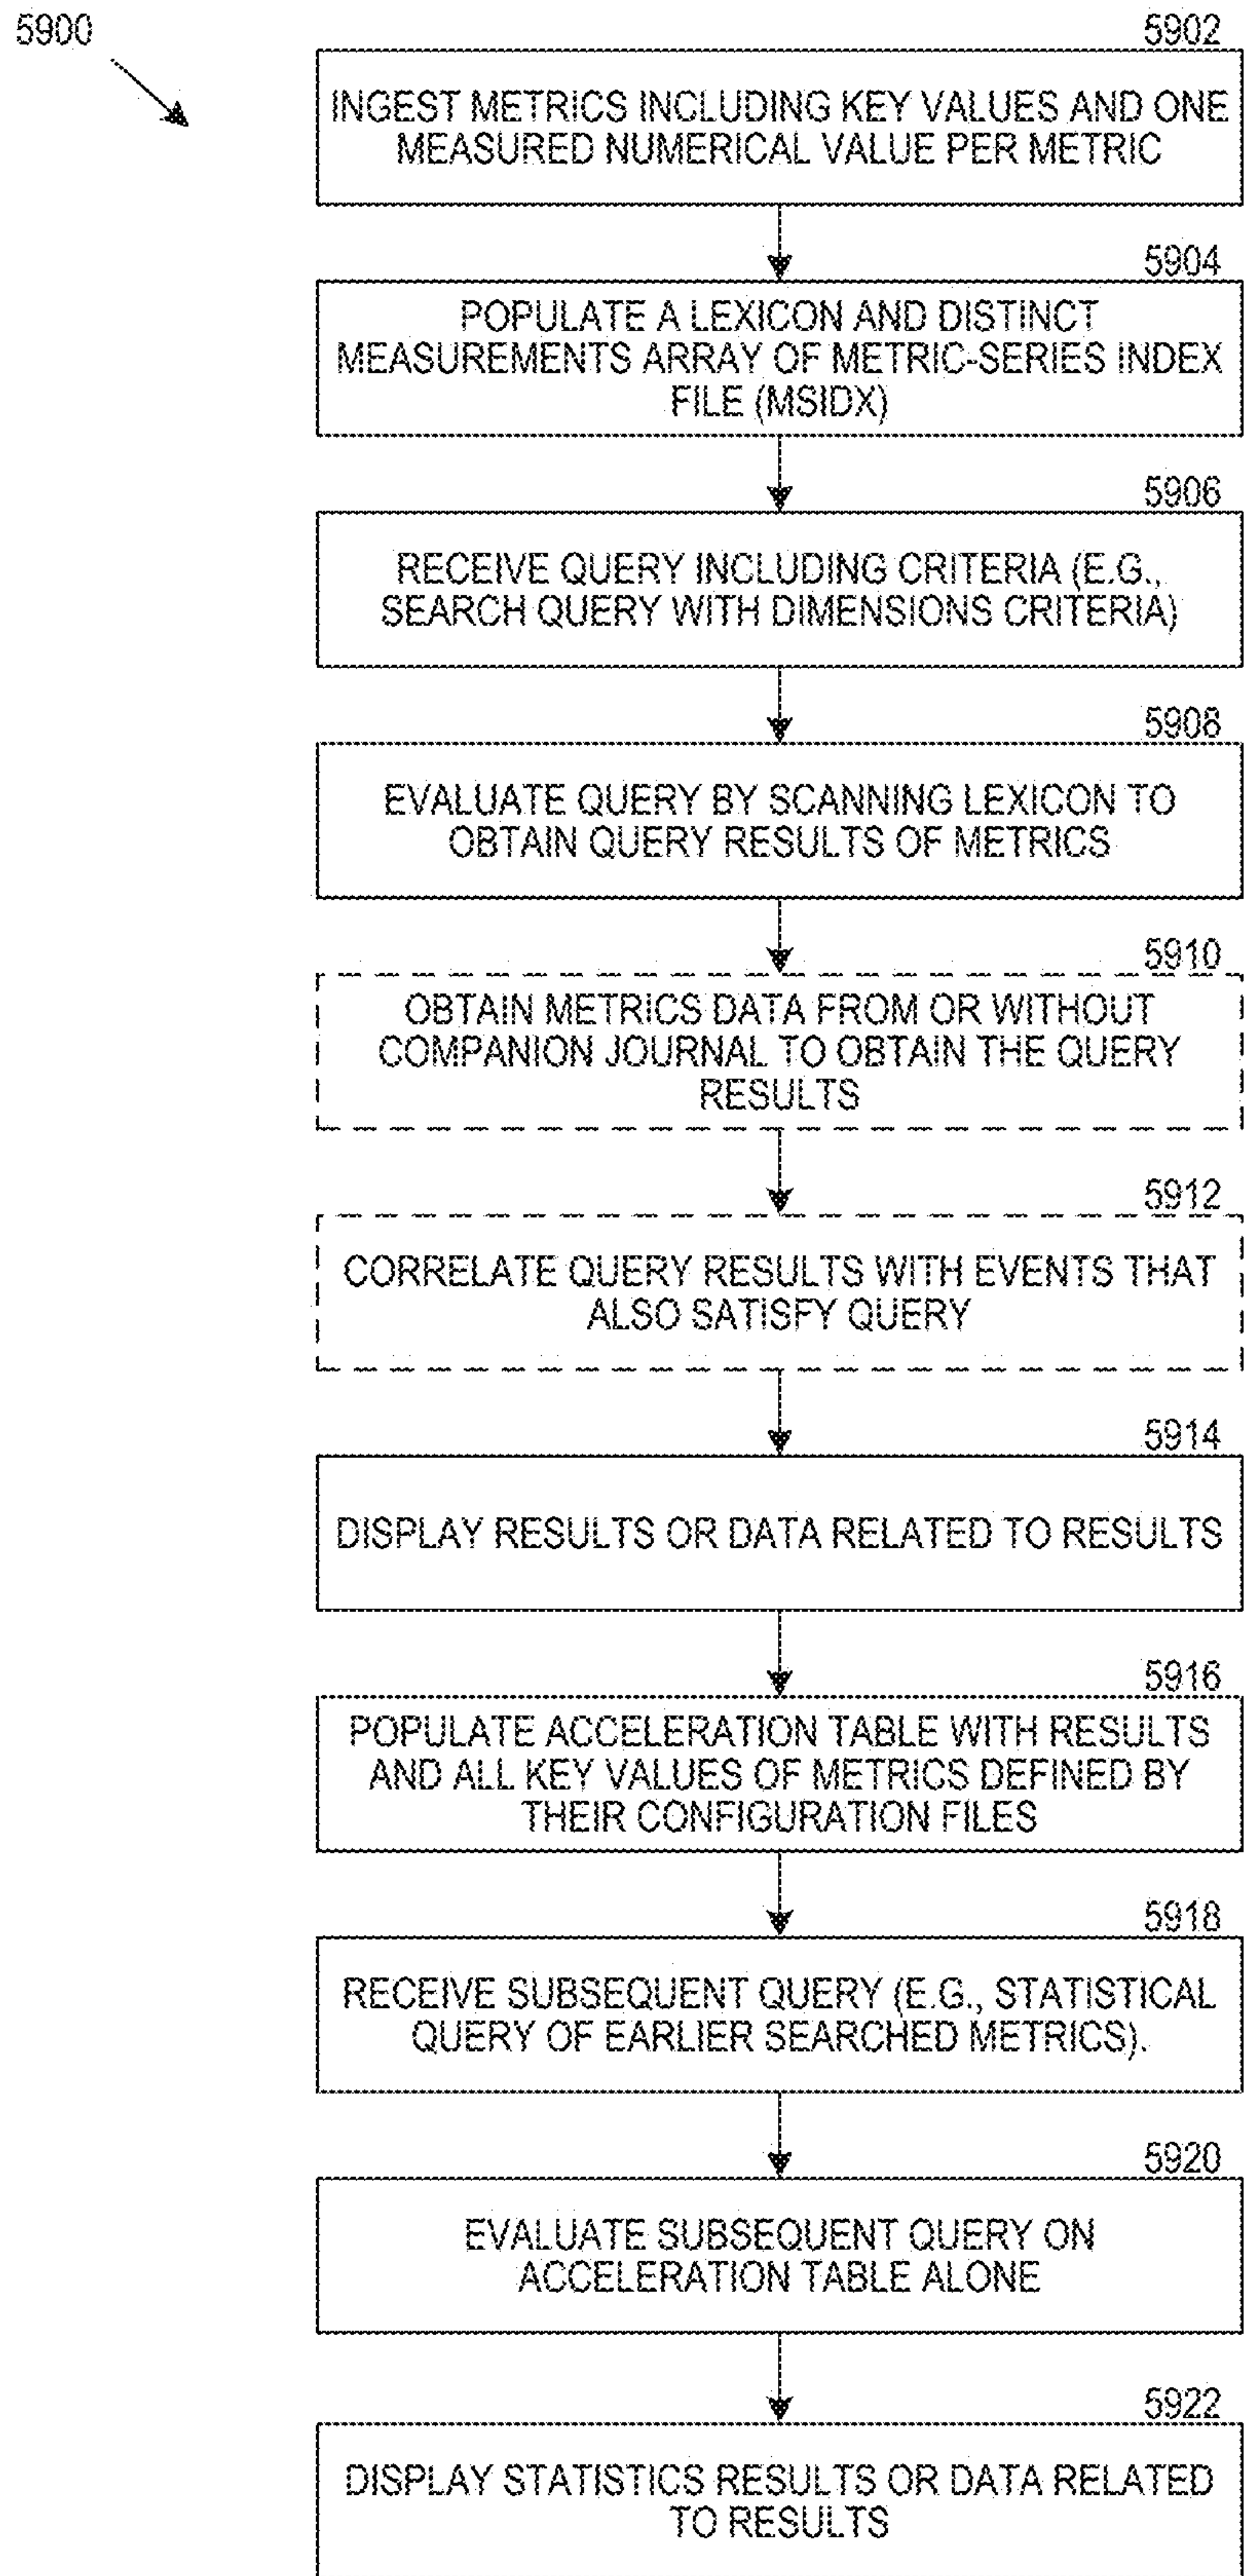 5900
5902
INGEST METRICS INCLUDING KEY VALUES AND ONE
MEASURED NUMERICAL VALUE PER METRIC
5904
POPULATE A LEXICON AND DISTINCT
MEASUREMENTS ARRAY OF METRIC-SERIES INDEX
FILE (MSIDX)
5906
RECEIVE QUERY INCLUDING CRITERIA (E.G.,
SEARCH QUERY WITH DIMENSIONS CRITERIA)
5908
EVALUATE QUERY BY SCANNING LEXICON TO
OBTAIN QUERY RESULTS OF METRICS
5910
OBTAIN METRICS DATA FROM OR WITHOUT
COMPANION JOURNAL TO OBTAIN THE QUERY
RESULTS
5912
CORRELATE QUERY RESULTS WITH EVENTS THAT
ALSO SATISFY QUERY
5914
DISPLAY RESULTS OR DATA RELATED TO RESULTS
5916
POPULATE ACCELERATION TABLE WITH RESULTS
AND ALL KEY VALUES OF METRICS DEFINED BY
THEIR CONFIGURATION FILES
5918
RECEIVE SUBSEQUENT QUERY (E.G., STATISTICAL
QUERY OF EARLIER SEARCHED METRICS).
5920
EVALUATE SUBSEQUENT QUERY ON
ACCELERATION TABLE ALONE
5922
DISPLAY STATISTICS RESULTS OR DATA RELATED
TO RESULTS